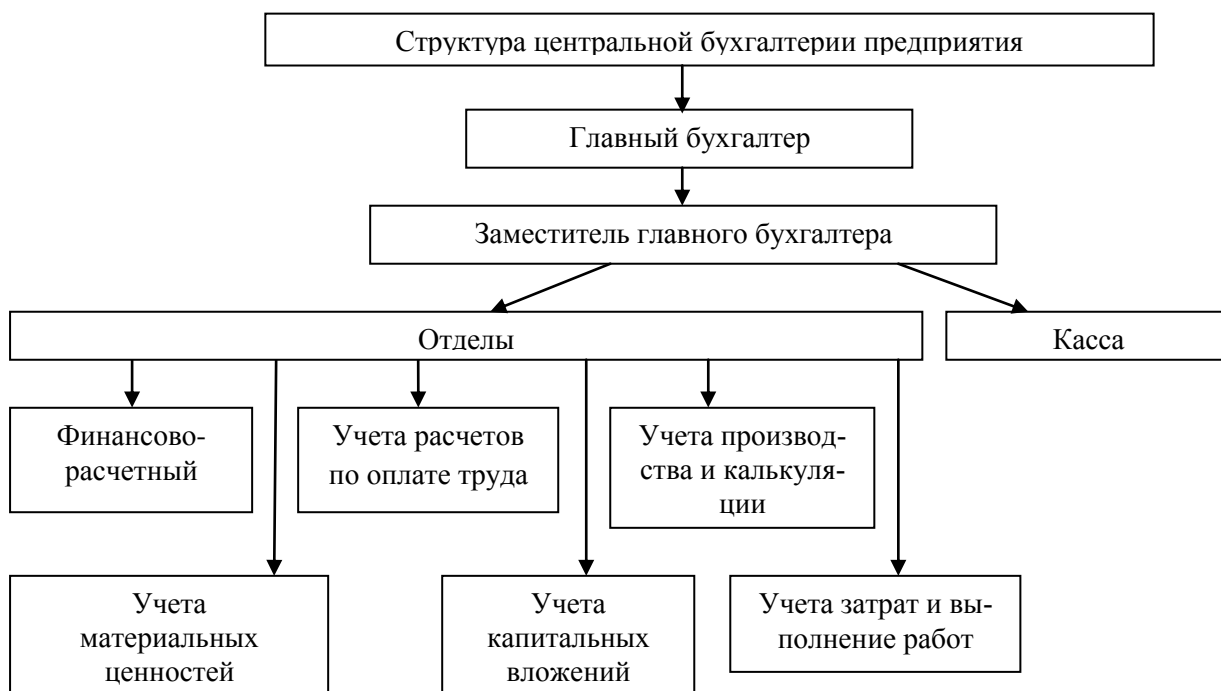 Структура центральной бухгалтерии предприятия
Главный бухгалтер
Заместитель главного бухгалтера
Отделы
Касса
Финансово-
расчетный
Учета расчетов
по оплате труда
Учета производ-
ства и калькуля-
ции
Учета
материальных
ценностей
Учета
капитальных
вложений
Учета затрат и вы-
полнение работ